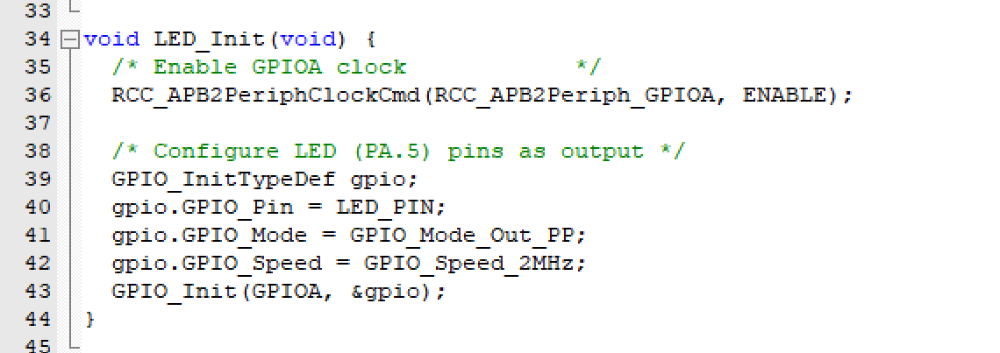 33
34 void LED_Init(void) {
35   /* Enable GPIOA clock            */
36   RCC_APB2PeriphClockCmd(RCC_APB2Periph_GPIOA, ENABLE);
37
38   /* Configure LED (PA.5) pins as output */
39   GPIO_InitTypeDef gpio;
40   gpio.GPIO_Pin = LED_PIN;
41   gpio.GPIO_Mode = GPIO_Mode_Out_PP;
42   gpio.GPIO_Speed = GPIO_Speed_2MHz;
43   GPIO_Init(GPIOA, &gpio);
44 }
45